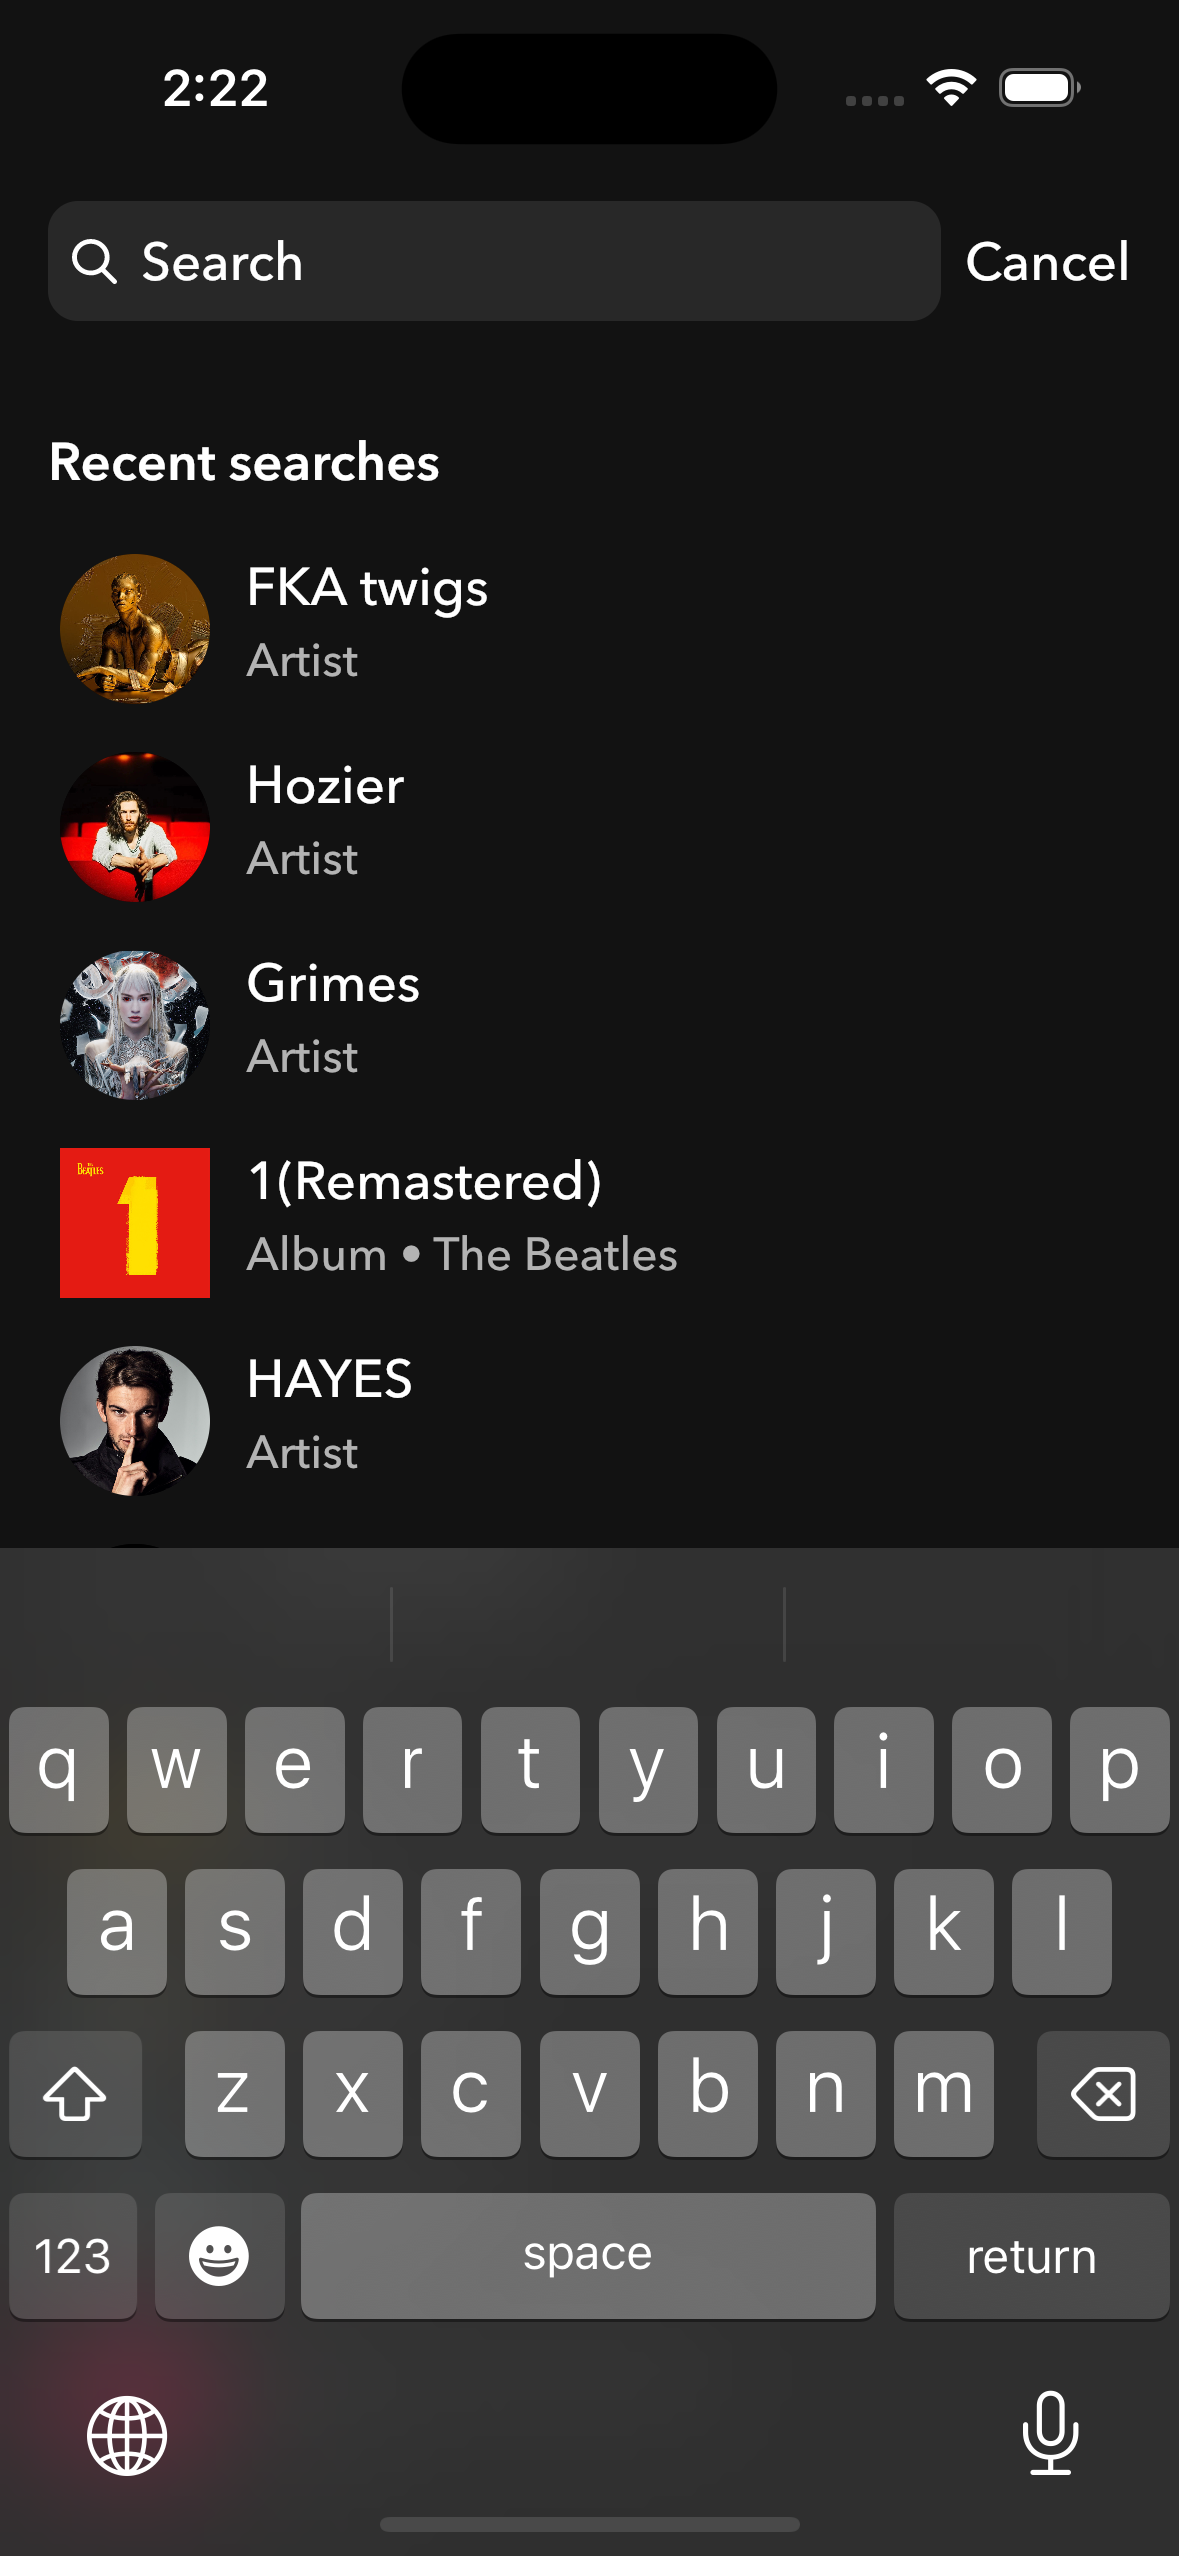 2:22
Search
Cancel
Recent searches
FKA twigs
Artist
Hozier
Artist
Grimes
Artist
THE BEATLES
1
1(Remastered)
Album • The Beatles
HAYES
Artist
q w e r t y u i o p
a s d f g h j k l
z x c v b n m
123 space return